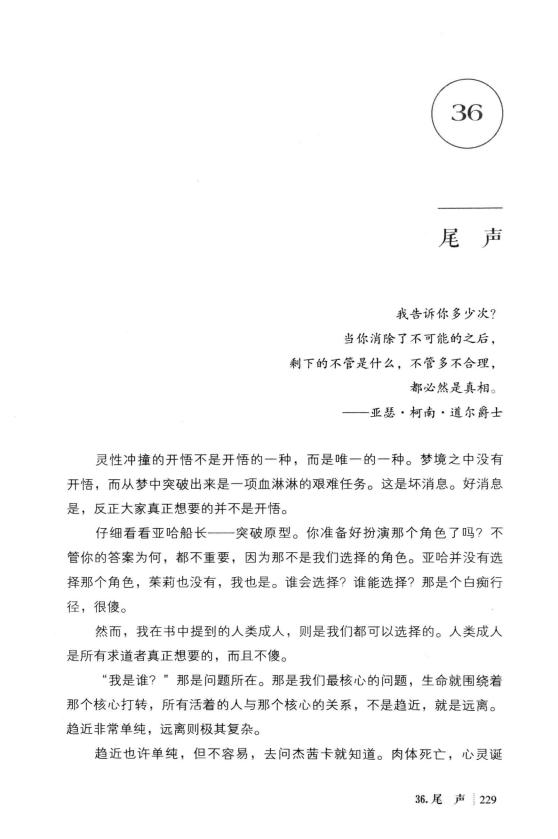 36
尾 声
我告诉你多少次？
当你消除了不可能的之后，
剩下的不管是什么，不管多不合理，
都必然是真相。
——亚瑟·柯南·道尔爵士
灵性冲撞的开悟不是开悟的一种，而是唯一的一种。梦境之中没有
开悟，而从梦中突破出来是一项血淋淋的艰难任务。这是坏消息。好消息
是，反正大家真正想要的并不是开悟。
仔细看看亚哈船长——突破原型。你准备好扮演那个角色了吗？不
管你的答案为何，都不重要，因为那不是我们选择的角色。亚哈并没有选
择那个角色，茱莉也没有，我也是。谁会选择？谁能选择？那是个白痴行
径，很傻。
然而，我在书中提到的人类成人，则是我们都可以选择的。人类成人
是所有求道者真正想要的，而且不傻。
“我是谁？”那是问题所在。那是我们最核心的问题，生命就围绕着
那个核心打转，所有活着的人与那个核心的关系，不是趋近，就是远离。
趋近非常单纯，远离则极其复杂。
趋近也许单纯，但不容易，去问杰茜卡就知道。肉体死亡，心灵诞
36. 尾 声 229